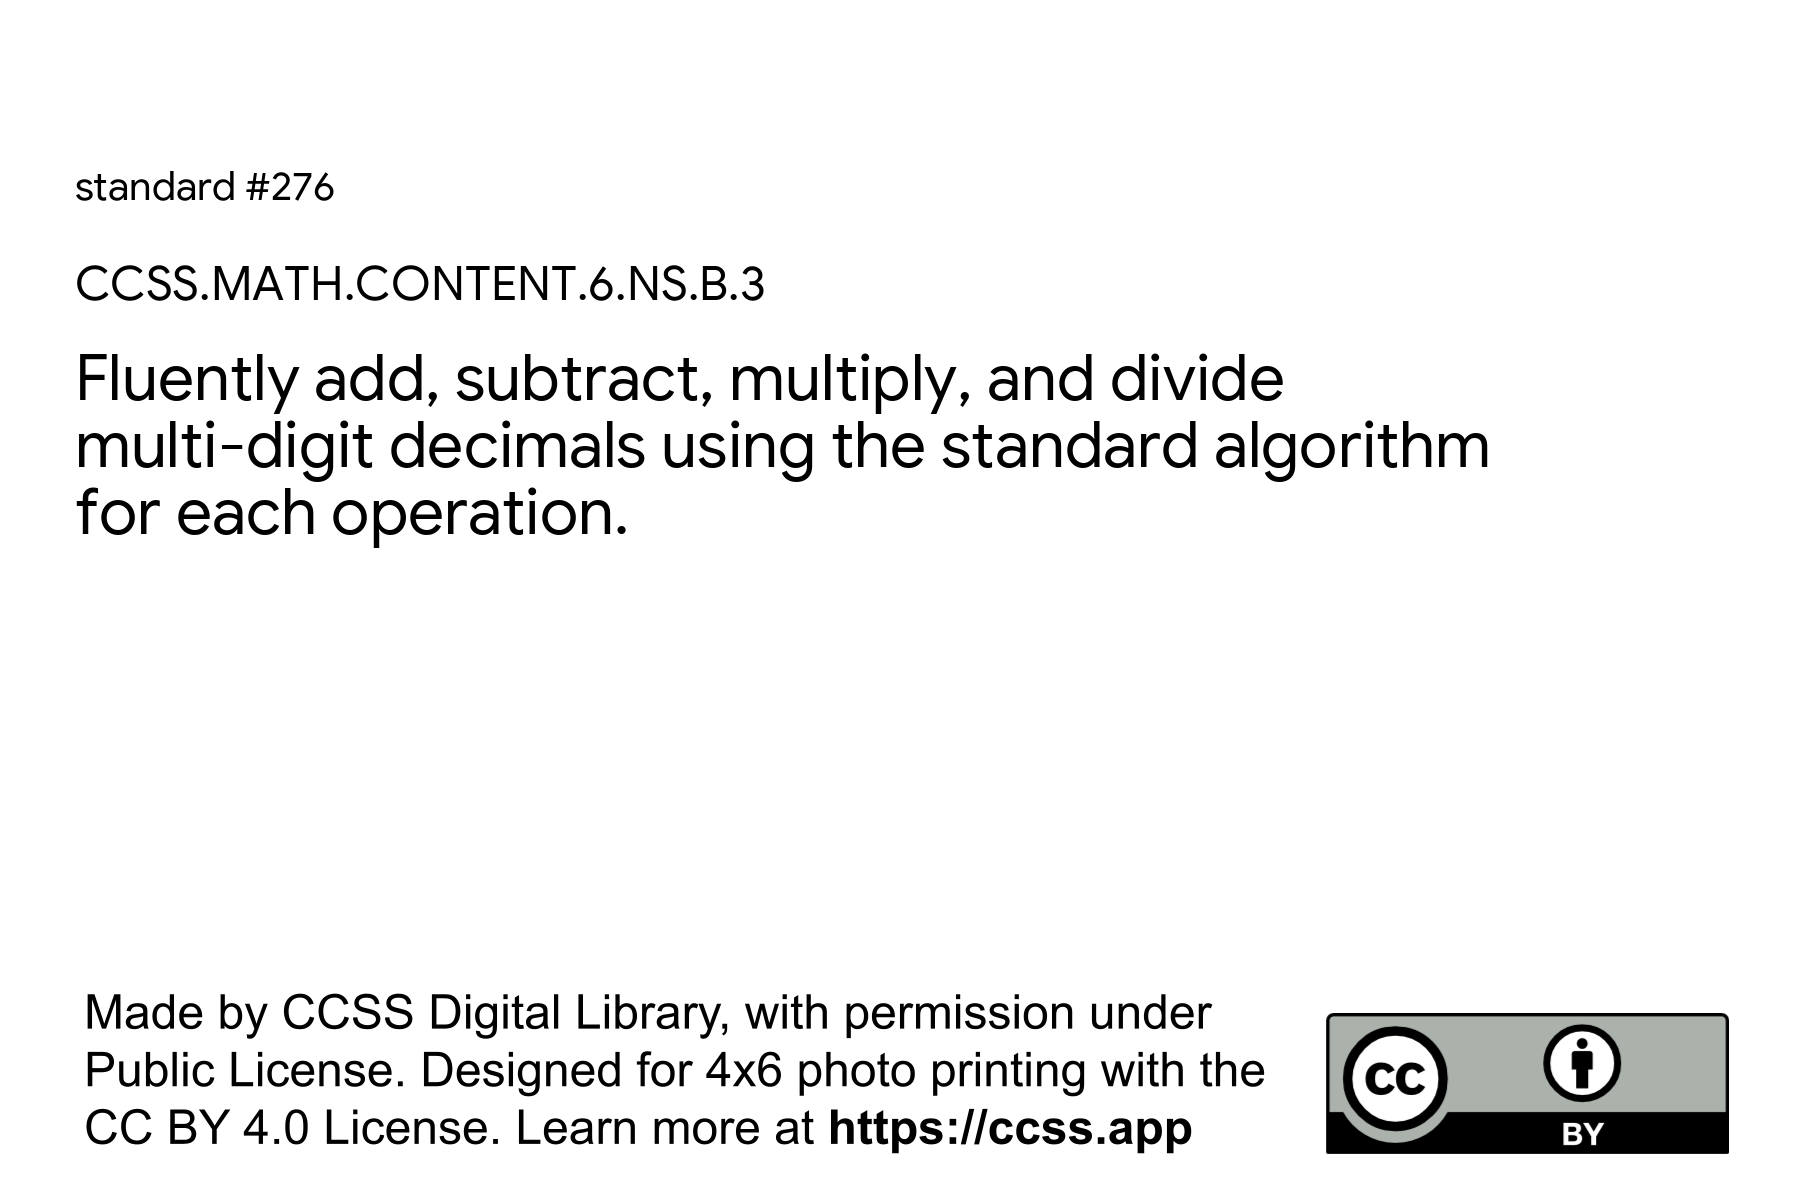 standard #276
CCSS.MATH.CONTENT.6.NS.B.3
Fluently add, subtract, multiply, and divide
multi-digit decimals using the standard algorithm
for each operation.
Made by CCSS Digital Library, with permission under
Public License. Designed for 4x6 photo printing with the
CC BY 4.0 License. Learn more at https://ccss.app
cc
BY